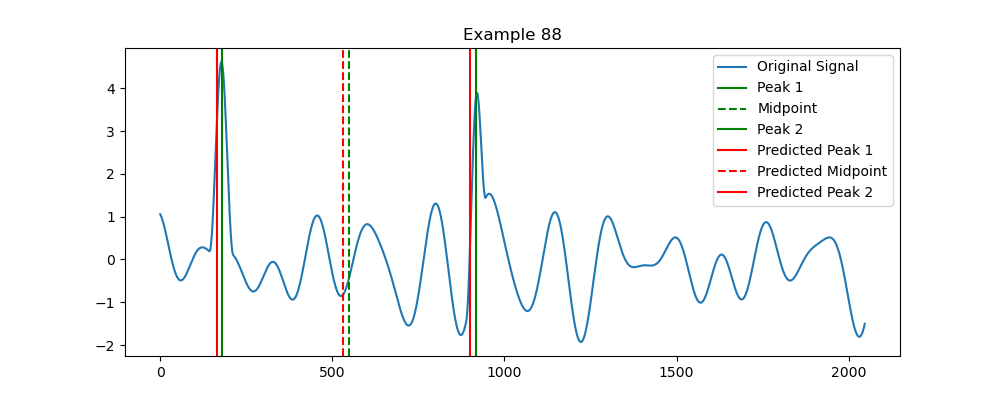 Example 88
Original Signal
Peak 1
Midpoint
Peak 2
Predicted Peak 1
Predicted Midpoint
Predicted Peak 2
4
3
2
1
0
−1
−2
0
500
1000
1500
2000